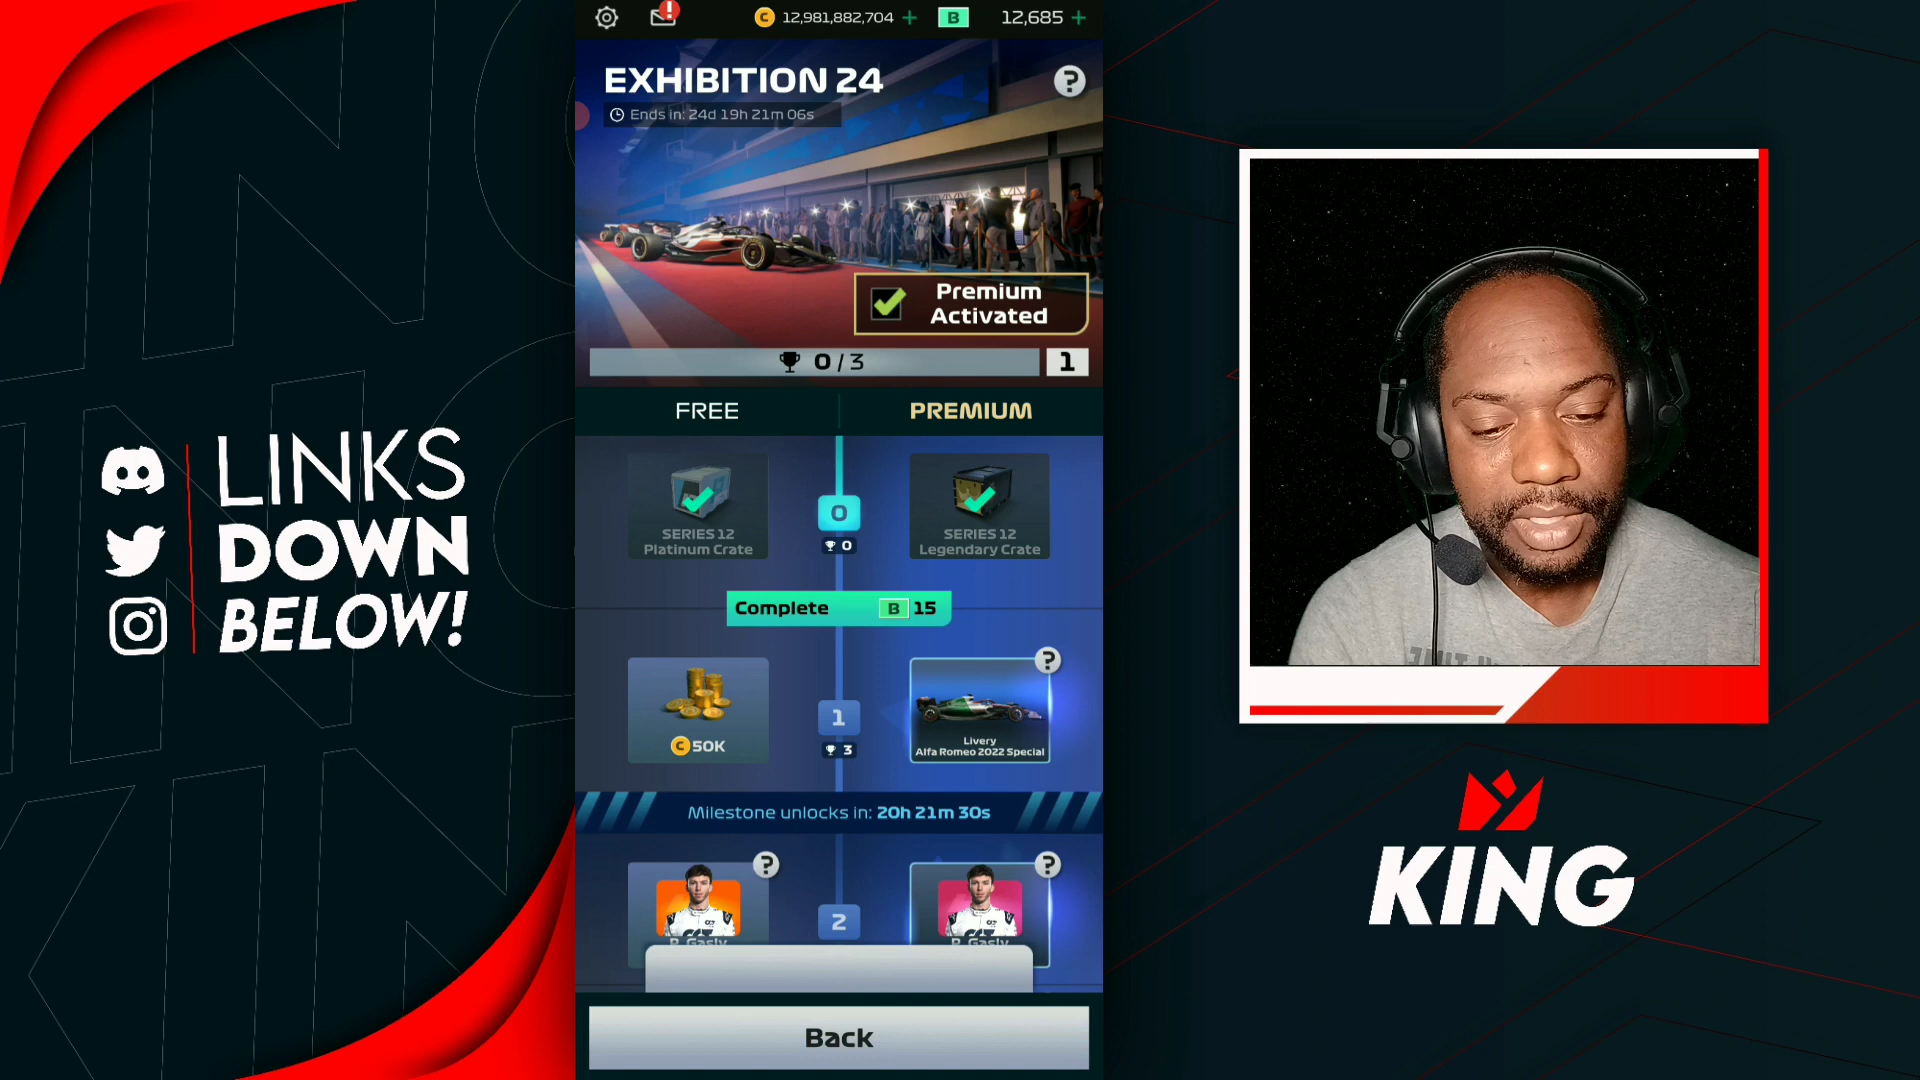 12,981,882,704
B
12,685
EXHIBITION 24
Ends in: 24d 19h 21m 06s
Premium
Activated
0 / 3
1
FREE
PREMIUM
SERIES 12
Platinum Crate
0
0
SERIES 12
Legendary Crate
Complete B 15
C 50K
1
3
Livery
Alfa Romeo 2022 Special
Milestone unlocks in: 20h 21m 30s
P. Gasly
2
P. Gasly
Back
LINKS
DOWN
BELOW!
KING